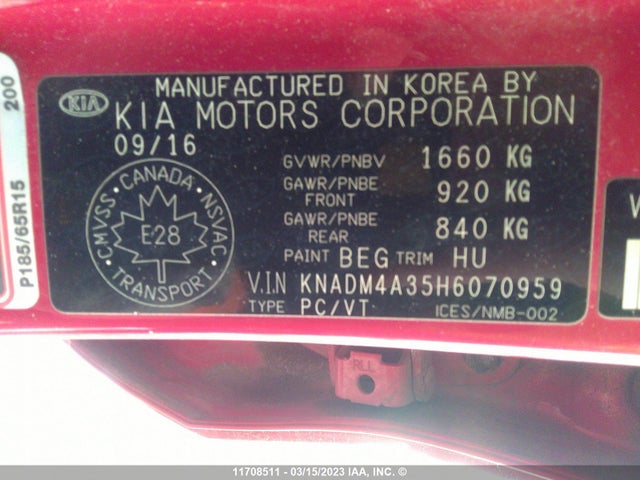 MANUFACTURED IN KOREA BY
KIA
KIA MOTORS CORPORATION
09/16
GVWR/PNBV 1660 KG
GAWR/PNBE FRONT 920 KG
GAWR/PNBE REAR 840 KG
PAINT BEG TRIM HU
V.I.N KNADM4A35H6070959
TYPE PC/VT
ICES/NMB-002
CANADA
CMVSS
NSVAC
E28
TRANSPORT
200
P185/65R15
RLL
11708511 - 03/15/2023 IAA, Inc. ©